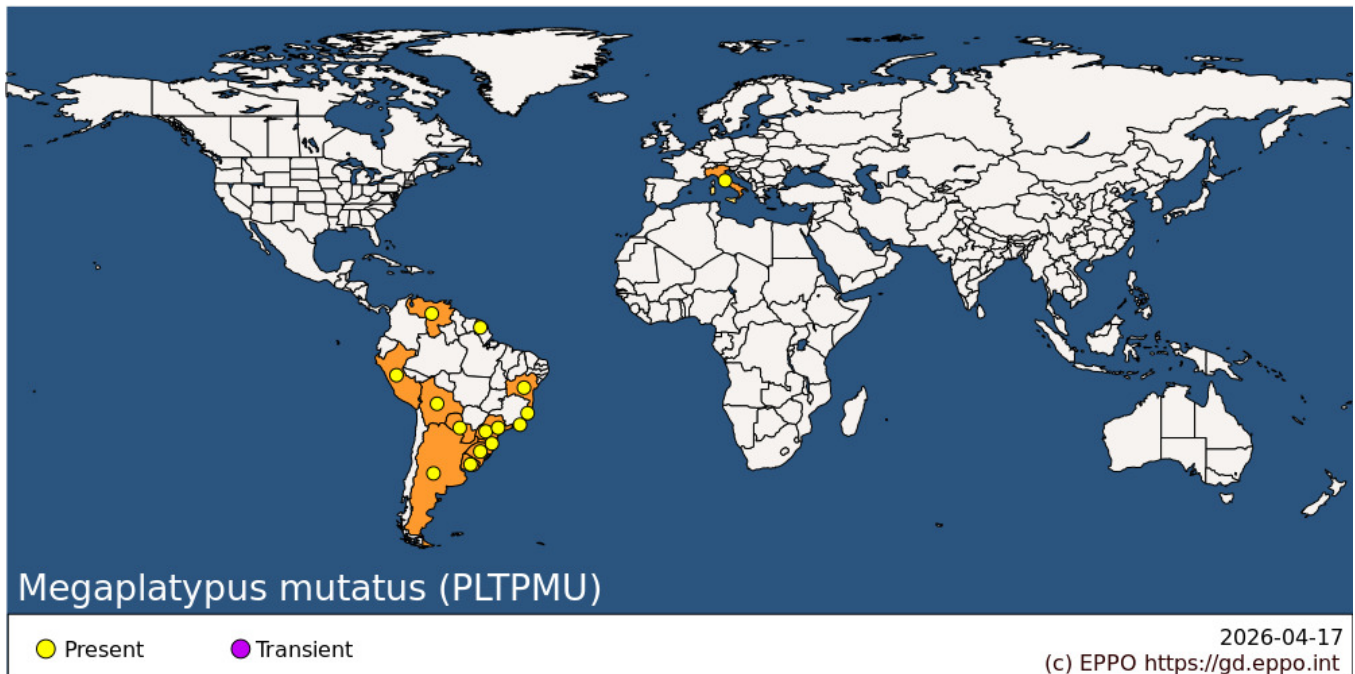 Megaplatypus mutatus (PLTPMU)
Present
Transient
2026-04-17
(c) EPPO https://gd.eppo.int